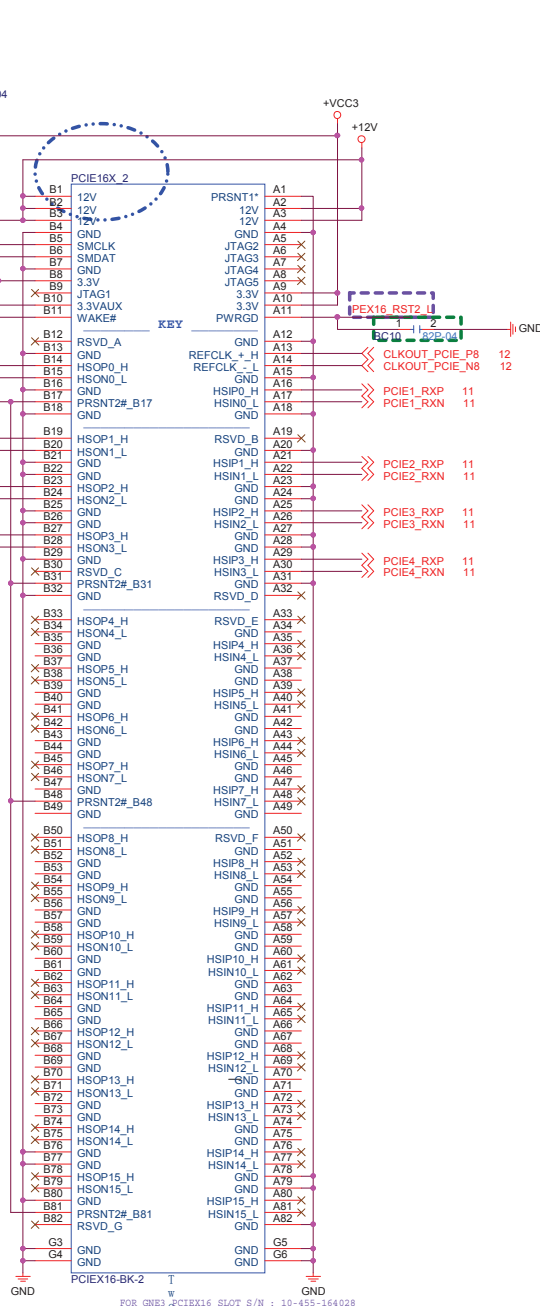 04
+VCC3
+12V
PCIE16X_2
B1 12V PRSNT1* A1
B2 12V 12V A2
B3 12V 12V A3
B4 GND GND A4
B5 SMCLK JTAG2 A5
B6 SMDAT JTAG3 A6
B7 GND JTAG4 A7
B8 3.3V JTAG5 A8
B9 JTAG1 3.3V A9
B10 3.3VAUX 3.3V A10
B11 WAKE# PWRGD A11 PEX16_RST2_L
KEY
1 2 GND
BC10 82P-04
B12 RSVD_A GND A12
B13 GND REFCLK_+_H A13 CLKOUT_PCIE_P8 12
B14 HSOP0_H REFCLK_-_L A14 CLKOUT_PCIE_N8 12
B15 HSON0_L GND A15
B16 GND HSIP0_H A16 PCIE1_RXP 11
B17 PRSNT2#_B17 HSIN0_L A17 PCIE1_RXN 11
B18 GND GND A18
B19 HSOP1_H RSVD_B A19
B20 HSON1_L GND A20
B21 GND HSIP1_H A21 PCIE2_RXP 11
B22 GND HSIN1_L A22 PCIE2_RXN 11
B23 HSOP2_H GND A23
B24 HSON2_L GND A24
B25 GND HSIP2_H A25 PCIE3_RXP 11
B26 GND HSIN2_L A26 PCIE3_RXN 11
B27 HSOP3_H GND A27
B28 HSON3_L GND A28
B29 GND HSIP3_H A29 PCIE4_RXP 11
B30 RSVD_C HSIN3_L A30 PCIE4_RXN 11
B31 PRSNT2#_B31 GND A31
B32 GND RSVD_D A32
B33 HSOP4_H RSVD_E A33
B34 HSON4_L GND A34
B35 GND HSIP4_H A35
B36 GND HSIN4_L A36
B37 HSOP5_H GND A37
B38 HSON5_L GND A38
B39 GND HSIP5_H A39
B40 GND HSIN5_L A40
B41 HSOP6_H GND A41
B42 HSON6_L GND A42
B43 GND HSIP6_H A43
B44 GND HSIN6_L A44
B45 HSOP7_H GND A45
B46 HSON7_L GND A46
B47 GND HSIP7_H A47
B48 PRSNT2#_B48 HSIN7_L A48
B49 GND GND A49
B50 HSOP8_H RSVD_F A50
B51 HSON8_L GND A51
B52 GND HSIP8_H A52
B53 GND HSIN8_L A53
B54 HSOP9_H GND A54
B55 HSON9_L GND A55
B56 GND HSIP9_H A56
B57 GND HSIN9_L A57
B58 HSOP10_H GND A58
B59 HSON10_L GND A59
B60 GND HSIP10_H A60
B61 GND HSIN10_L A61
B62 HSOP11_H GND A62
B63 HSON11_L GND A63
B64 GND HSIP11_H A64
B65 GND HSIN11_L A65
B66 HSOP12_H GND A66
B67 HSON12_L GND A67
B68 GND HSIP12_H A68
B69 GND HSIN12_L A69
B70 HSOP13_H GND A70
B71 HSON13_L GND A71
B72 GND HSIP13_H A72
B73 GND HSIN13_L A73
B74 HSOP14_H GND A74
B75 HSON14_L GND A75
B76 GND HSIP14_H A76
B77 GND HSIN14_L A77
B78 HSOP15_H GND A78
B79 HSON15_L GND A79
B80 GND HSIP15_H A80
B81 PRSNT2#_B81 HSIN15_L A81
B82 RSVD_G GND A82
G3 GND GND G5
G4 GND GND G6
PCIEX16-BK-2 T
GND W GND
FOR GNE3 PCIEX16 SLOT S/N : 10-455-164028